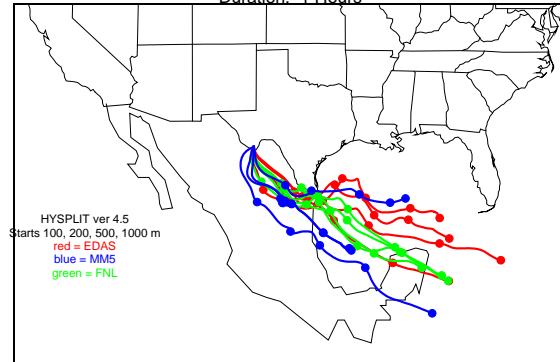 HYSPLIT ver 4.5
Starts 100, 200, 500, 1000 m
red = EDAS
blue = MM5
green = FNL